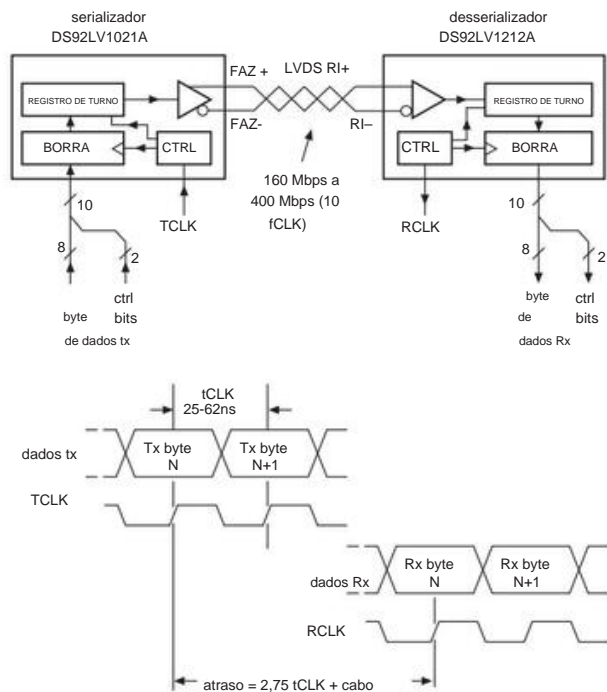 serializador
DS92LV1021A
desserializador
DS92LV1212A
FAZ +
LVDS RI+
REGISTRO DE TURNO
REGISTRO DE TURNO
FAZ-
RI–
BORRA
CTRL
CTRL
BORRA
10
TCLK
160 Mbps a
400 Mbps (10
fCLK)
RCLK
10
8
2
8
2
byte
de dados tx
ctrl
bits
byte
de
dados Rx
ctrl
bits
tCLK
25-62ns
dados tx
Tx byte
N
Tx byte
N+1
TCLK
dados Rx
Rx byte
N
Rx byte
N+1
RCLK
atraso = 2,75 tCLK + cabo